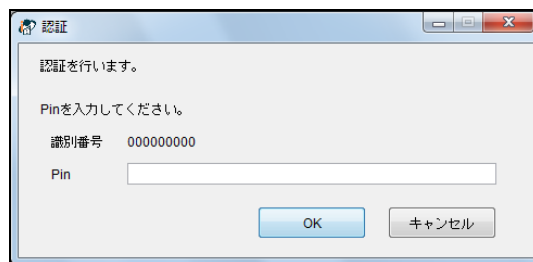 認証
認証を行います。
Pinを入力してください。
識別番号 000000000
Pin
OK キャンセル